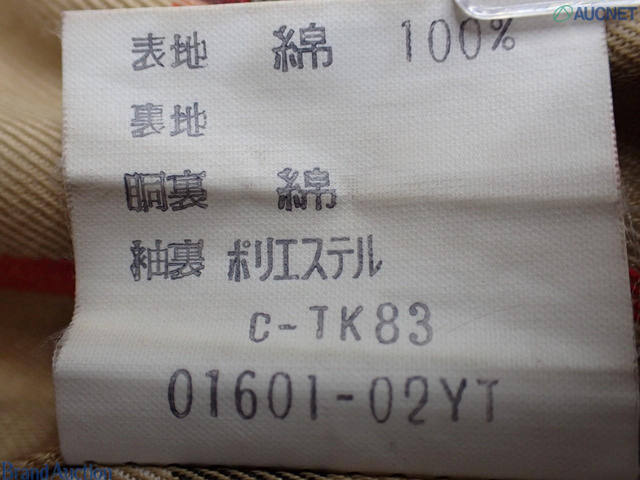 AUCNET
表地 綿 100%
裏地
胴裏 綿
袖裏 ポリエステル
C-TK83
01601-02YT
Brand Auction